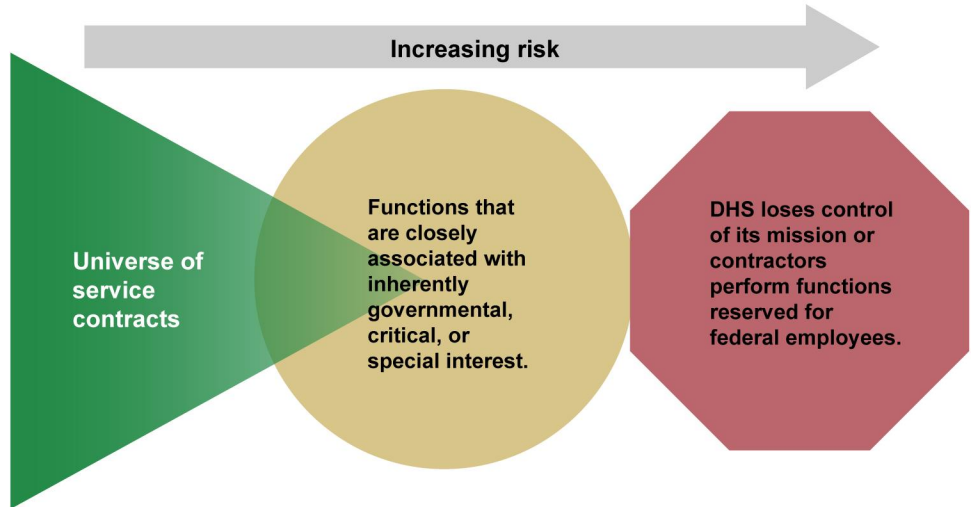 Increasing risk
Universe of
service
contracts
Functions that
are closely
associated with
inherently
governmental,
critical, or
special interest.
DHS loses control
of its mission or
contractors
perform functions
reserved for
federal employees.